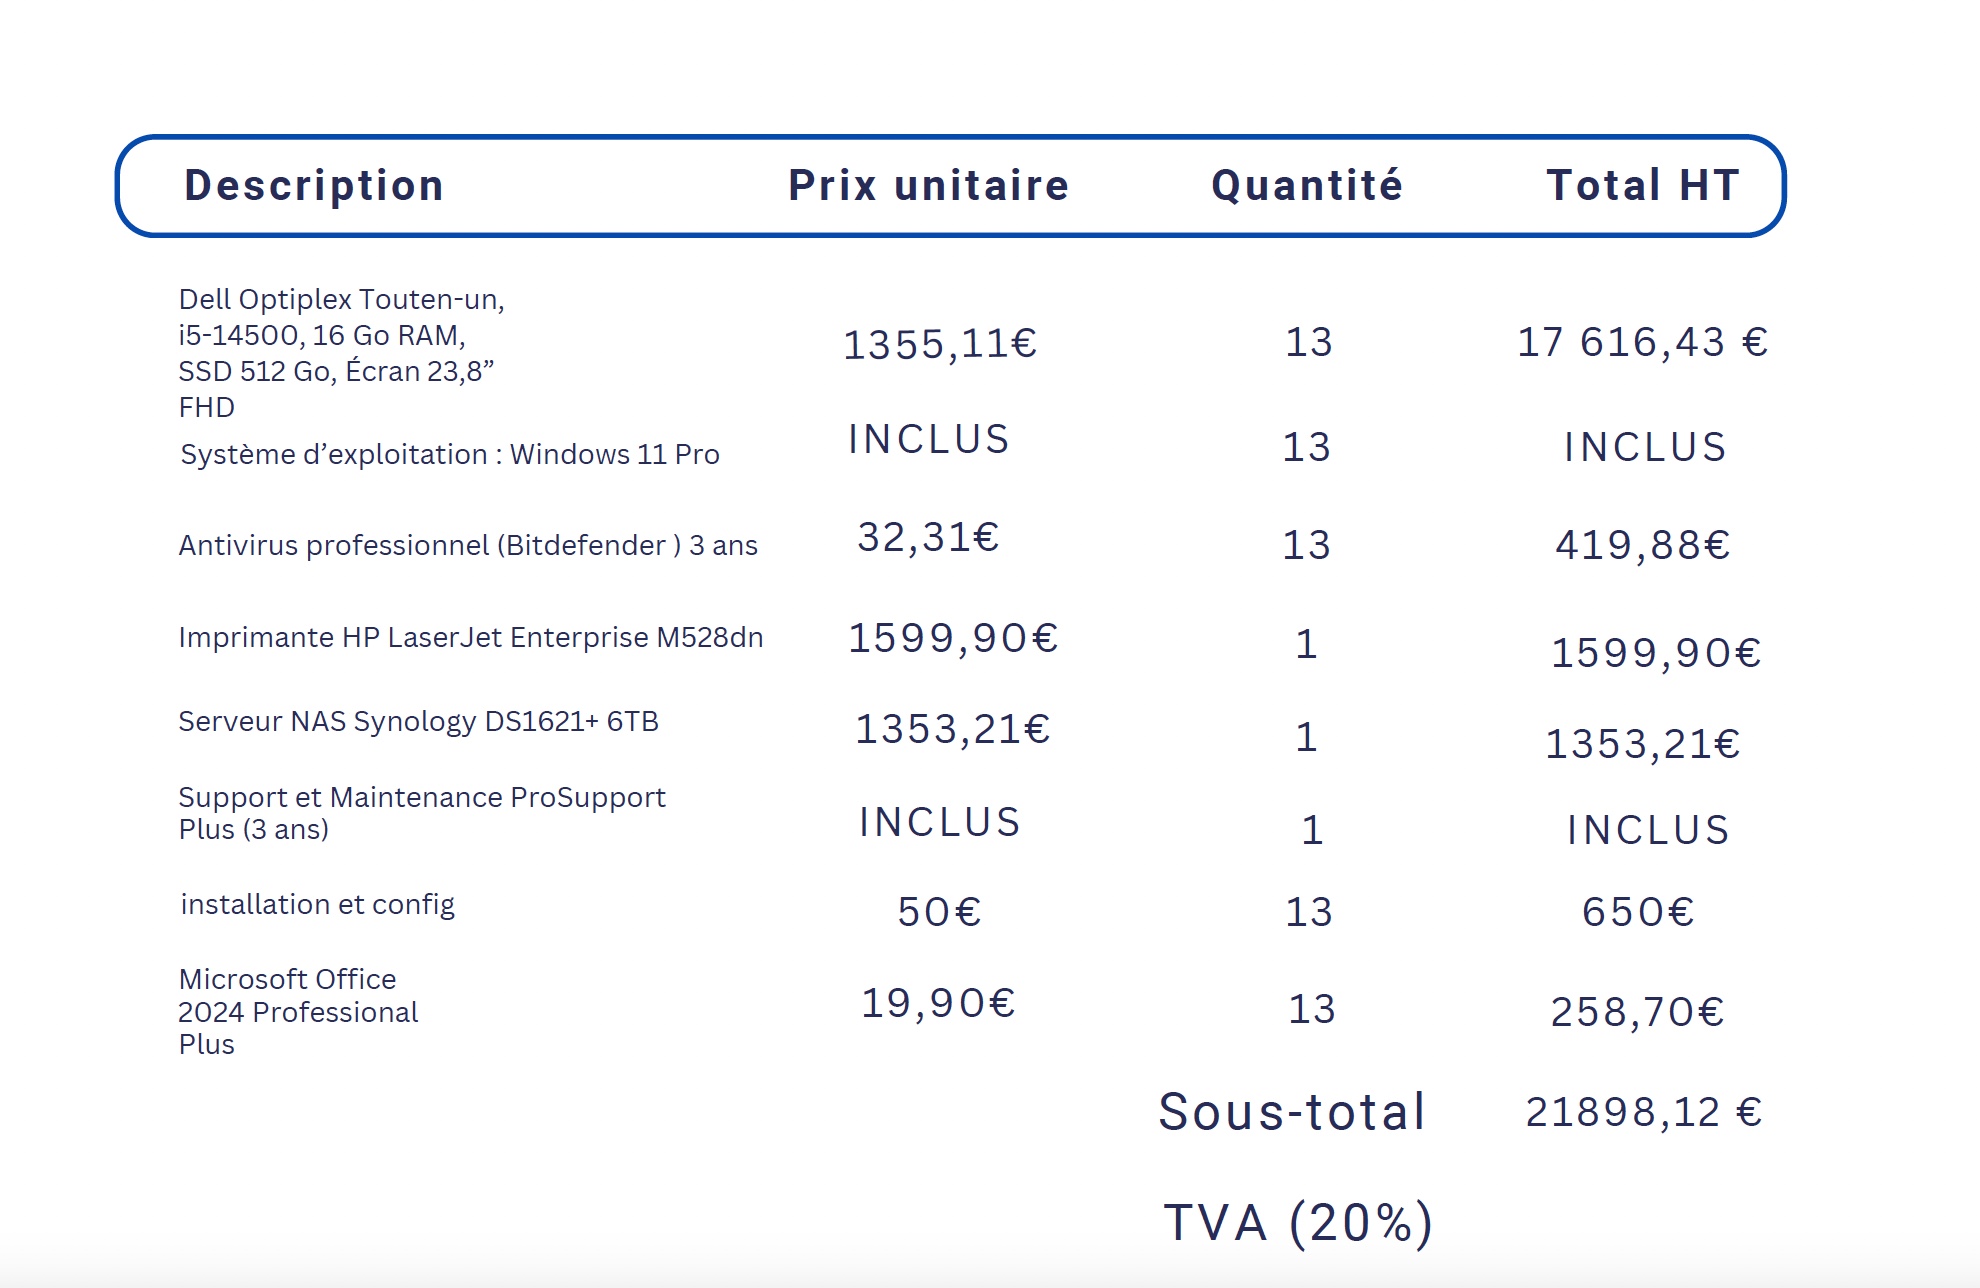 Description Prix unitaire Quantité Total HT
Dell Optiplex Touten-un,
i5-14500, 16 Go RAM,
SSD 512 Go, Écran 23,8”
FHD
1355,11€ 13 17 616,43 €
Système d’exploitation : Windows 11 Pro INCLUS 13 INCLUS
Antivirus professionnel (Bitdefender ) 3 ans 32,31€ 13 419,88€
Imprimante HP LaserJet Enterprise M528dn 1599,90€ 1 1599,90€
Serveur NAS Synology DS1621+ 6TB 1353,21€ 1 1353,21€
Support et Maintenance ProSupport
Plus (3 ans)
INCLUS 1 INCLUS
installation et config 50€ 13 650€
Microsoft Office
2024 Professional
Plus
19,90€ 13 258,70€
Sous-total 21898,12 €
TVA (20%)